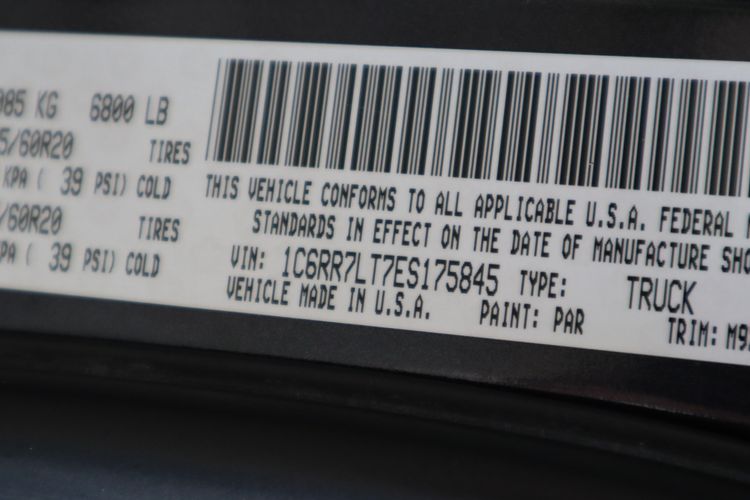 085 KG 6800 LB
5/60R20 TIRES
KPA ( 39 PSI) COLD
/60R20 TIRES
KPA ( 39 PSI) COLD
THIS VEHICLE CONFORMS TO ALL APPLICABLE U.S.A. FEDERAL
STANDARDS IN EFFECT ON THE DATE OF MANUFACTURE SHO
VIN: 1C6RR7LT7ES175845 TYPE: TRUCK
VEHICLE MADE IN U.S.A. PAINT: PAR TRIM: M9